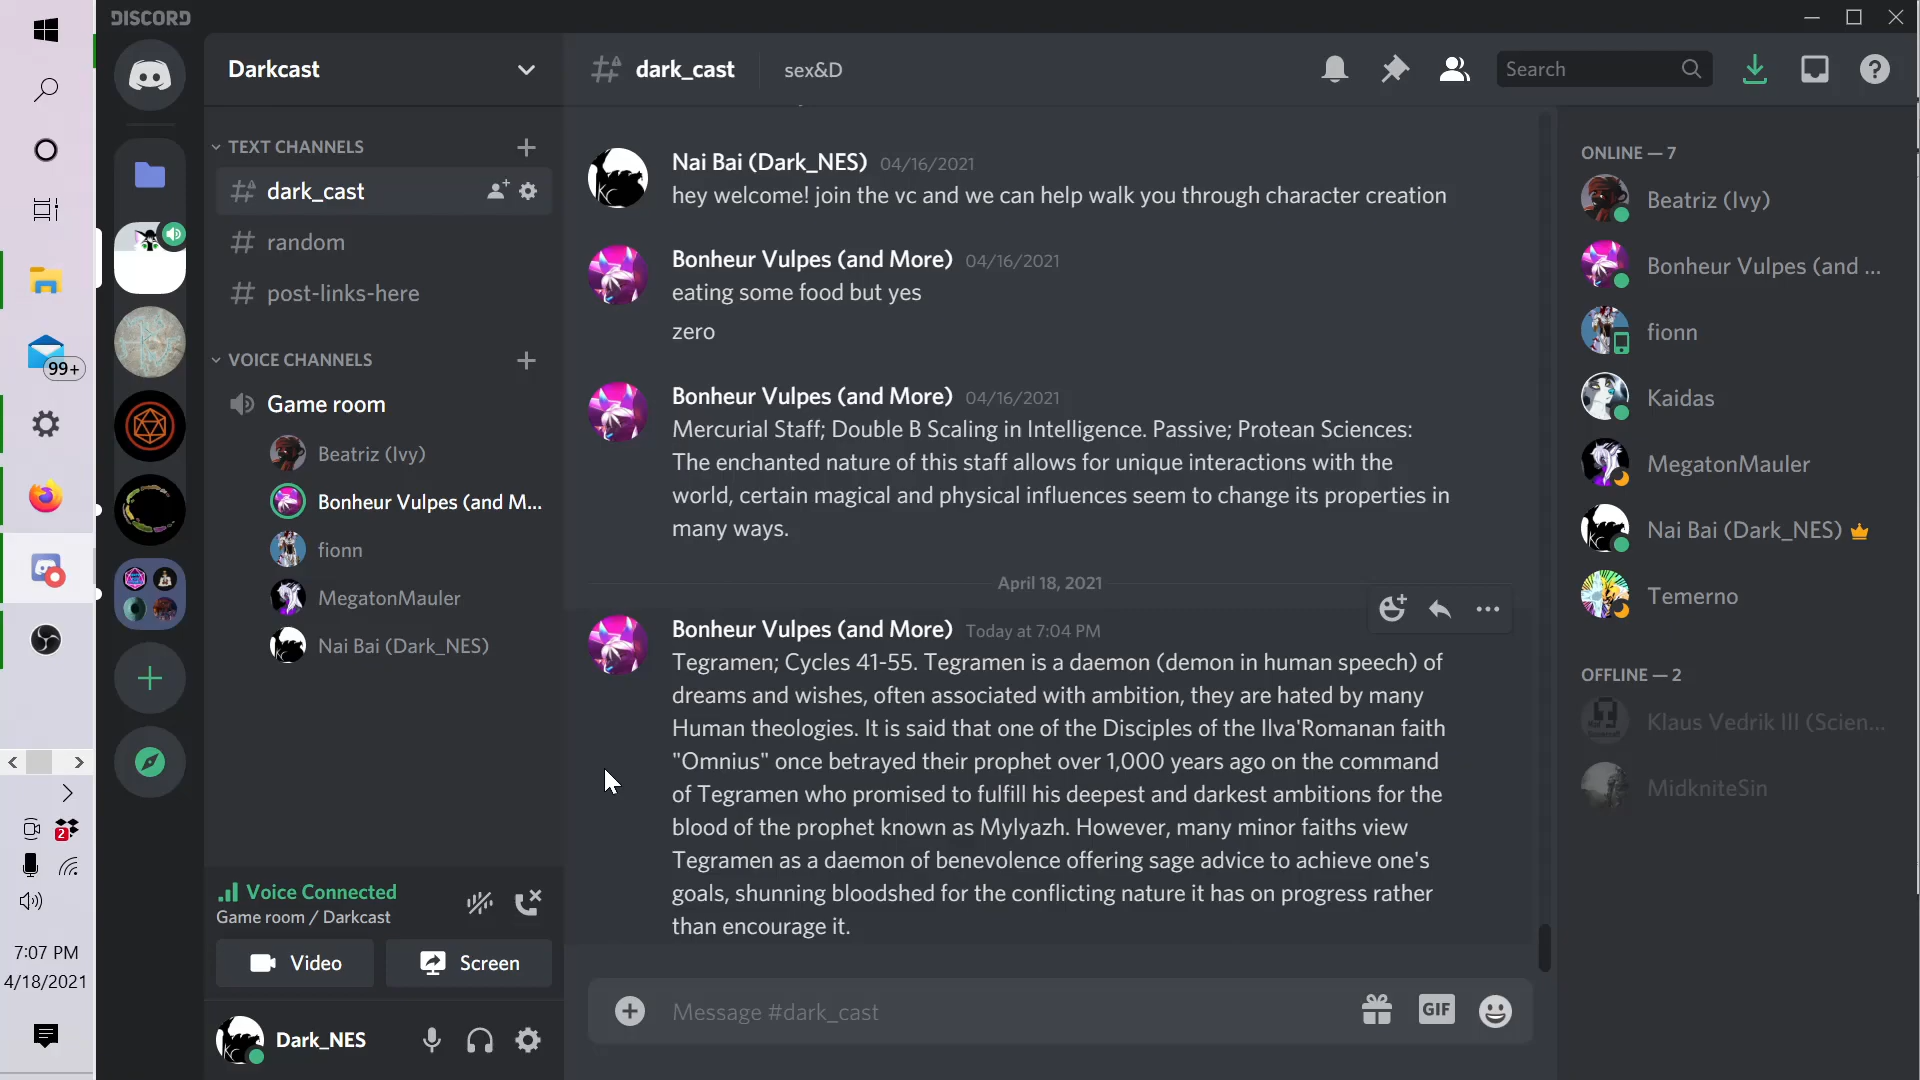 DISCORD
Darkcast
dark_cast
sex&D
Search
TEXT CHANNELS
dark_cast
random
post-links-here
VOICE CHANNELS
Game room
Beatriz (Ivy)
Bonheur Vulpes (and M...
fionn
MegatonMauler
Nai Bai (Dark_NES)
Voice Connected
Game room / Darkcast
Video
Screen
Dark_NES
Nai Bai (Dark_NES) 04/16/2021
hey welcome! join the vc and we can help walk you through character creation
Bonheur Vulpes (and More) 04/16/2021
eating some food but yes
zero
Bonheur Vulpes (and More) 04/16/2021
Mercurial Staff; Double B Scaling in Intelligence. Passive; Protean Sciences:
The enchanted nature of this staff allows for unique interactions with the
world, certain magical and physical influences seem to change its properties in
many ways.
April 18, 2021
Bonheur Vulpes (and More) Today at 7:04 PM
Tegramen; Cycles 41-55. Tegramen is a daemon (demon in human speech) of
dreams and wishes, often associated with ambition, they are hated by many
Human theologies. It is said that one of the Disciples of the Ilva'Romanan faith
"Omnius" once betrayed their prophet over 1,000 years ago on the command
of Tegramen who promised to fulfill his deepest and darkest ambitions for the
blood of the prophet known as Mylyazh. However, many minor faiths view
Tegramen as a daemon of benevolence offering sage advice to achieve one's
goals, shunning bloodshed for the conflicting nature it has on progress rather
than encourage it.
Message #dark_cast
GIF
ONLINE — 7
Beatriz (Ivy)
Bonheur Vulpes (and ...
fionn
Kaidas
MegatonMauler
Nai Bai (Dark_NES)
Temerno
OFFLINE — 2
Klaus Vedrik III (Scien...
MidkniteSin
99+
2
7:07 PM
4/18/2021
KC
KC